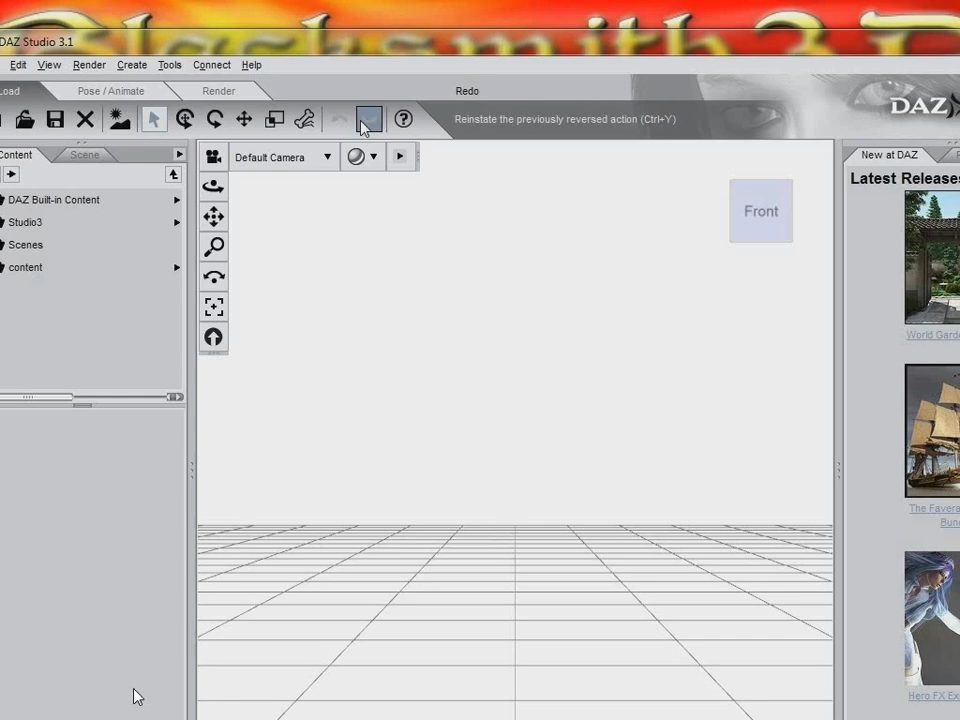 Blacksmith3D
DAZ Studio 3.1
Edit View Render Create Tools Connect Help
Load Pose / Animate Render Redo
Reinstate the previously reversed action (Ctrl+Y)
DAZ
Content Scene
Default Camera
New at DAZ
Latest Releases
DAZ Built-in Content
Studio3
Scenes
content
Front
World Garde
The Favera
Bun
Hero FX Ex